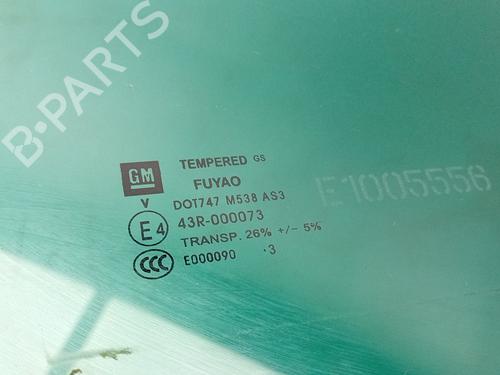 B-PARTS
TEMPERED GS
GM
FUYAO
V
DOT747 M538 AS3
E1005556
E4
43R-000073
TRANSP. 26% +/- 5%
CCC
E000090 .3